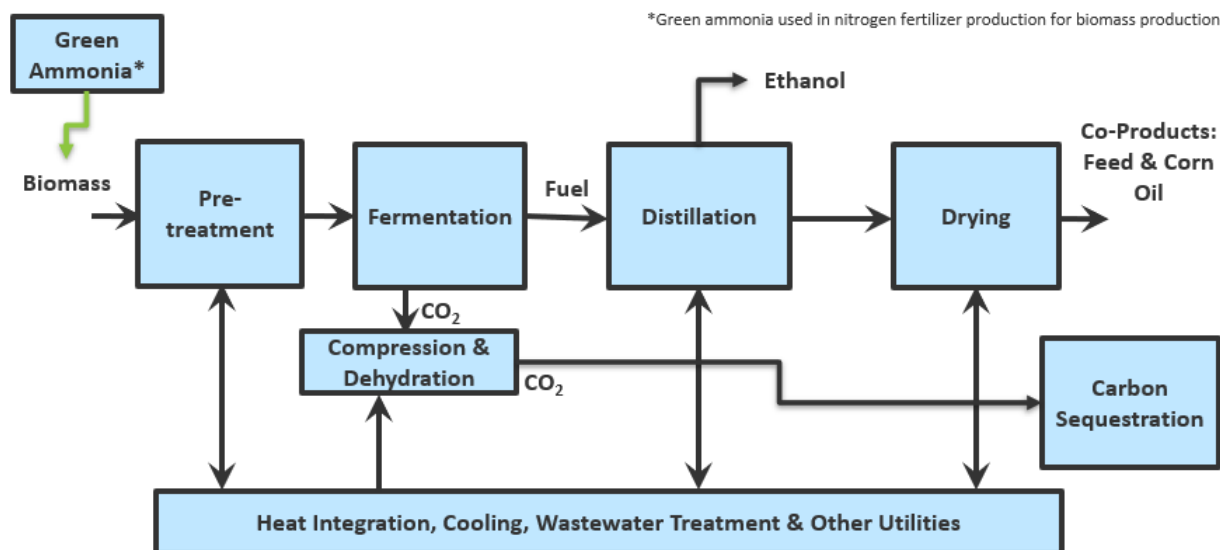 *Green ammonia used in nitrogen fertilizer production for biomass production
Green
Ammonia*
Ethanol
Co-Products:
Feed & Corn
Oil
Biomass
Pre-
treatment
Fermentation
Fuel
Distillation
Drying
CO₂
Compression &
Dehydration
CO₂
Carbon
Sequestration
Heat Integration, Cooling, Wastewater Treatment & Other Utilities